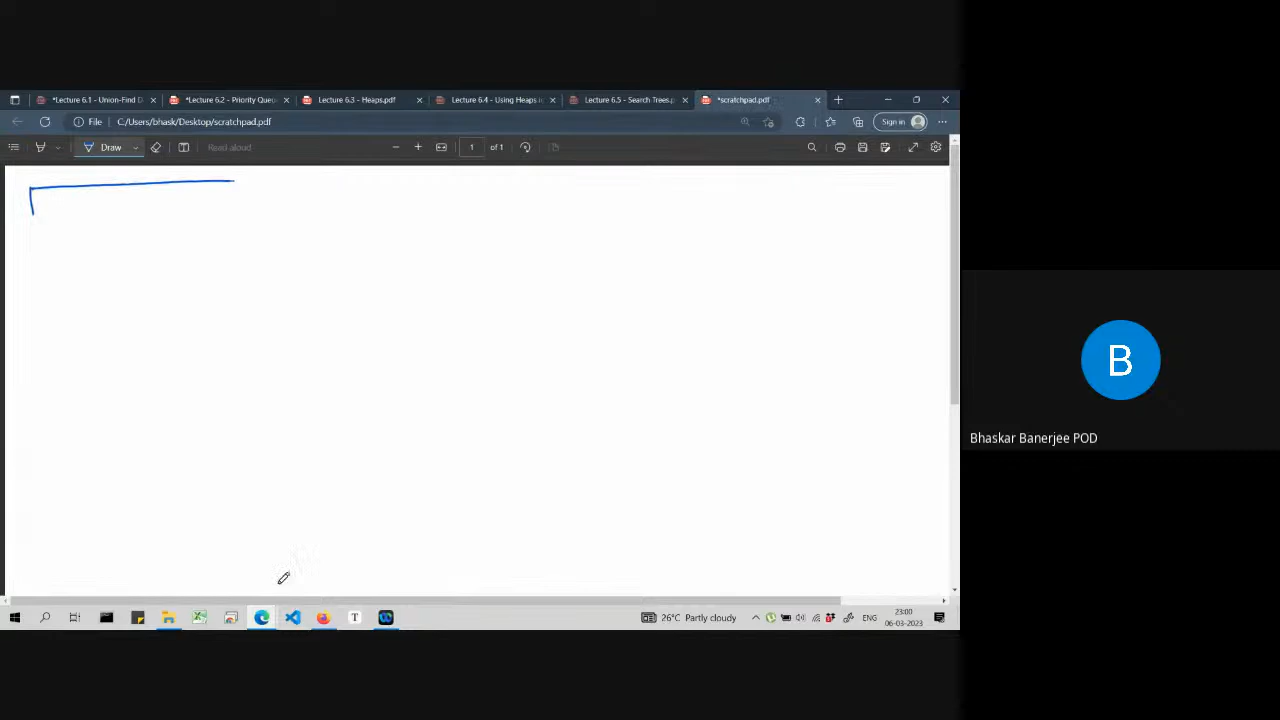 *Lecture 6.1 - Union-Find D
*Lecture 6.2 - Priority Queu
Lecture 6.3 - Heaps.pdf
Lecture 6.4 - Using Heaps i
Lecture 6.5 - Search Trees.p
*scratchpad.pdf
File C:/Users/bhask/Desktop/scratchpad.pdf
Sign in
Draw
Read aloud
1 of 1
B
Bhaskar Banerjee POD
T
26°C Partly cloudy
ENG
23:00
06-03-2023